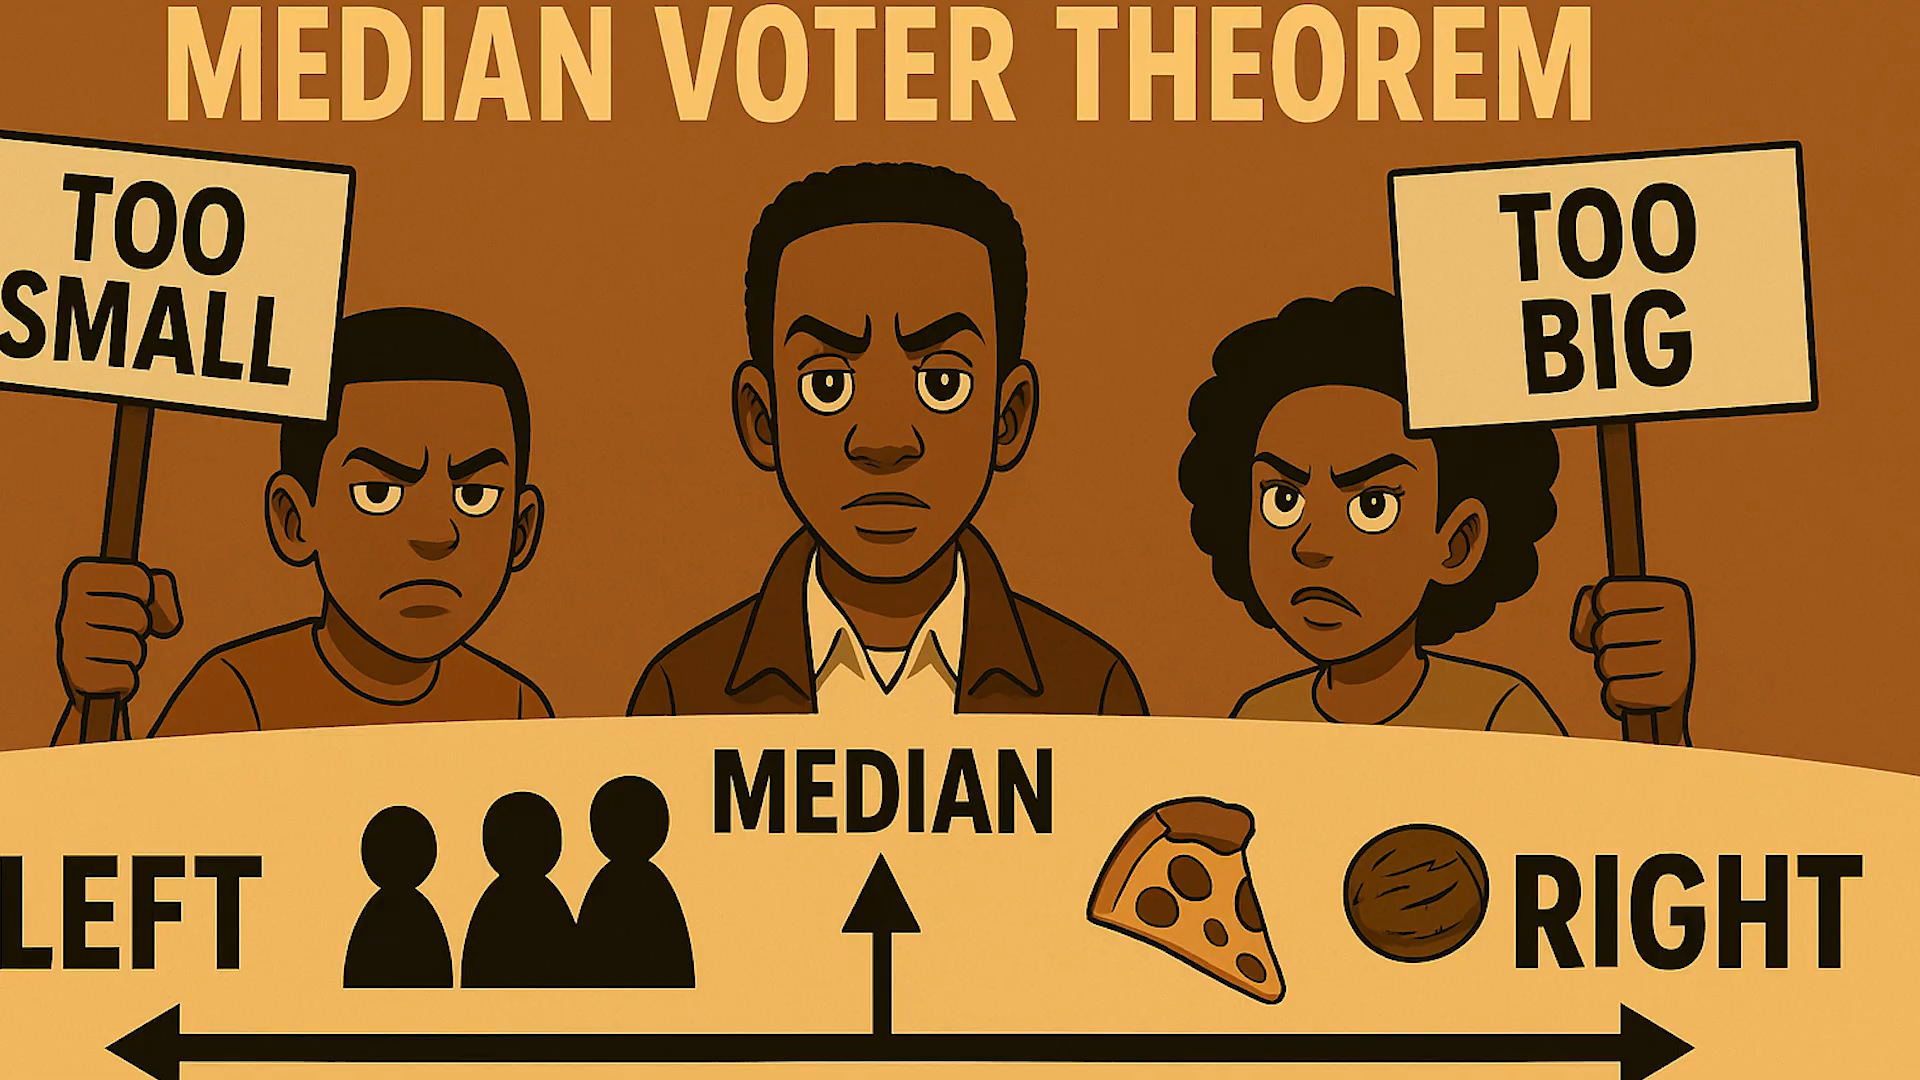 MEDIAN VOTER THEOREM
TOO
SMALL
TOO
BIG
MEDIAN
LEFT
RIGHT